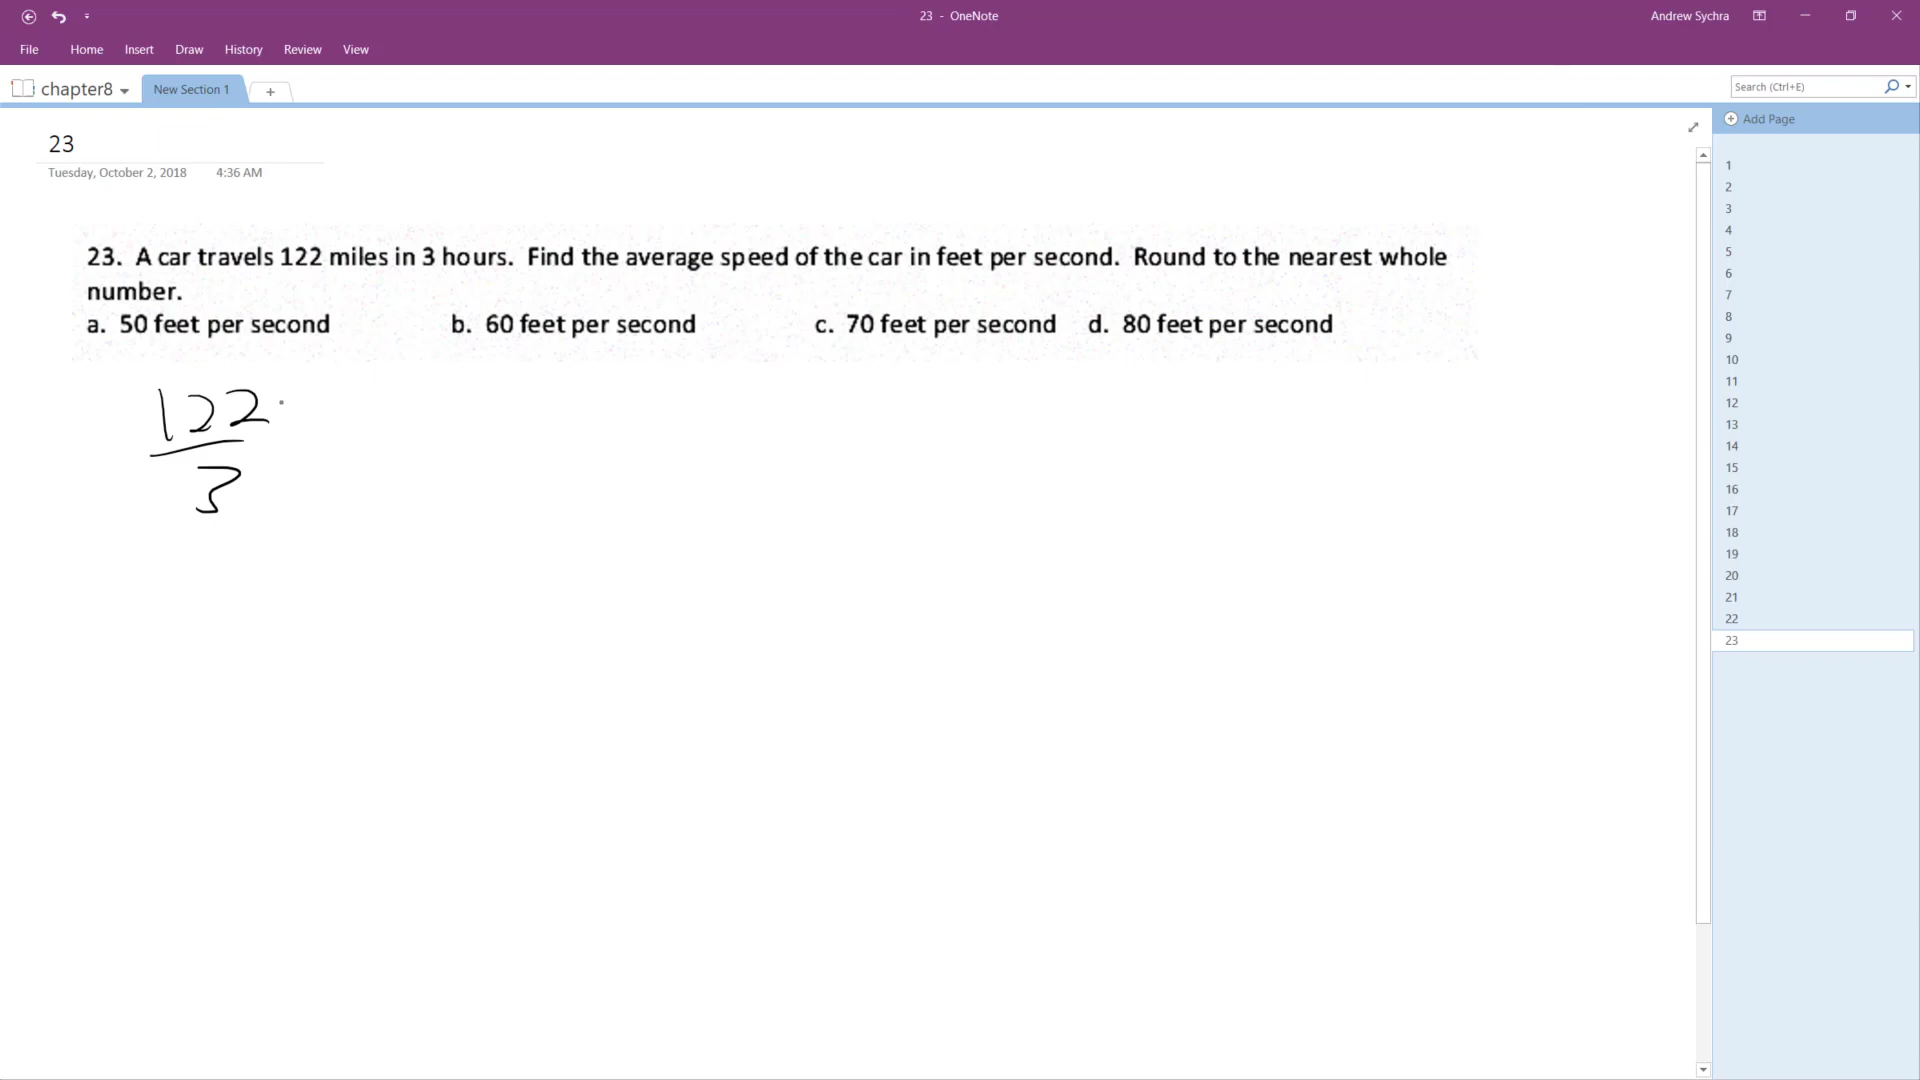 23 - OneNote
Andrew Sychra
File Home Insert Draw History Review View
chapter8
New Section 1
+
Search (Ctrl+E)
Add Page
23
Tuesday, October 2, 2018 4:36 AM
23. A car travels 122 miles in 3 hours. Find the average speed of the car in feet per second. Round to the nearest whole
number.
a. 50 feet per second b. 60 feet per second c. 70 feet per second d. 80 feet per second
122
3
1
2
3
4
5
6
7
8
9
10
11
12
13
14
15
16
17
18
19
20
21
22
23